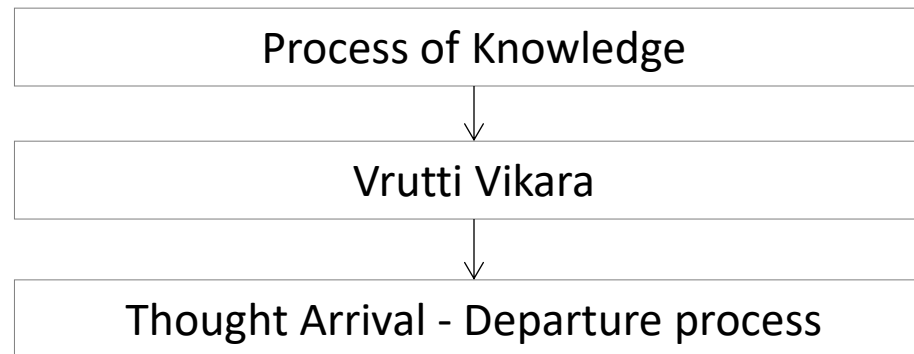 Process of Knowledge
Vrutti Vikara
Thought Arrival - Departure process